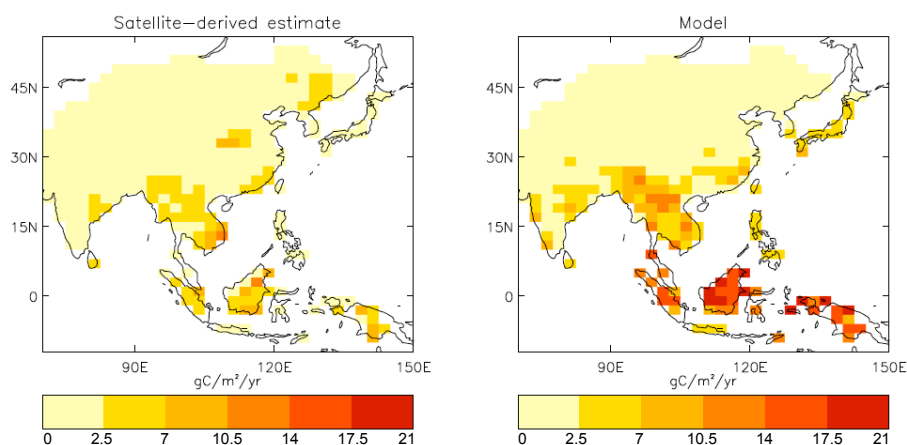 Satellite-derived estimate
45N
30N
15N
0
90E
120E
150E
gC/m²/yr
0 2.5 7 10.5 14 17.5 21
Model
45N
30N
15N
0
90E
120E
150E
gC/m²/yr
0 2.5 7 10.5 14 17.5 21